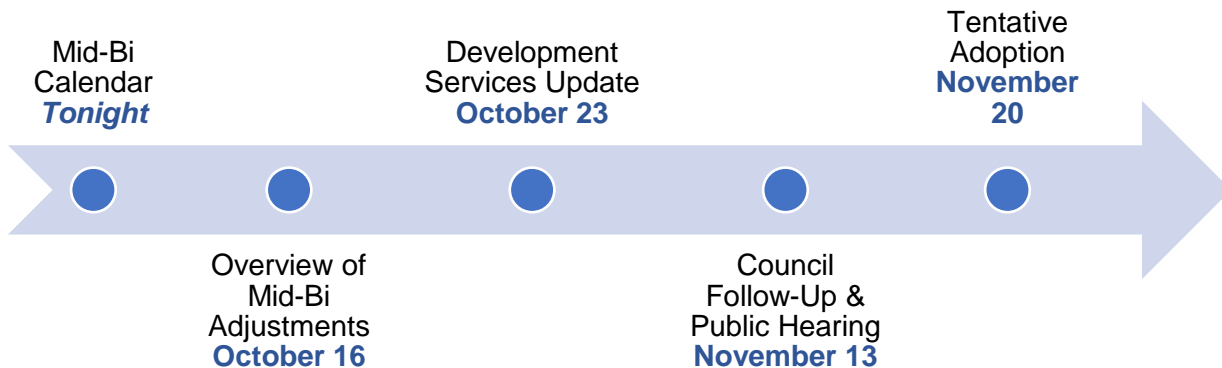 Mid-Bi
Calendar
Tonight
Overview of
Mid-Bi
Adjustments
October 16
Development
Services Update
October 23
Council
Follow-Up &
Public Hearing
November 13
Tentative
Adoption
November
20